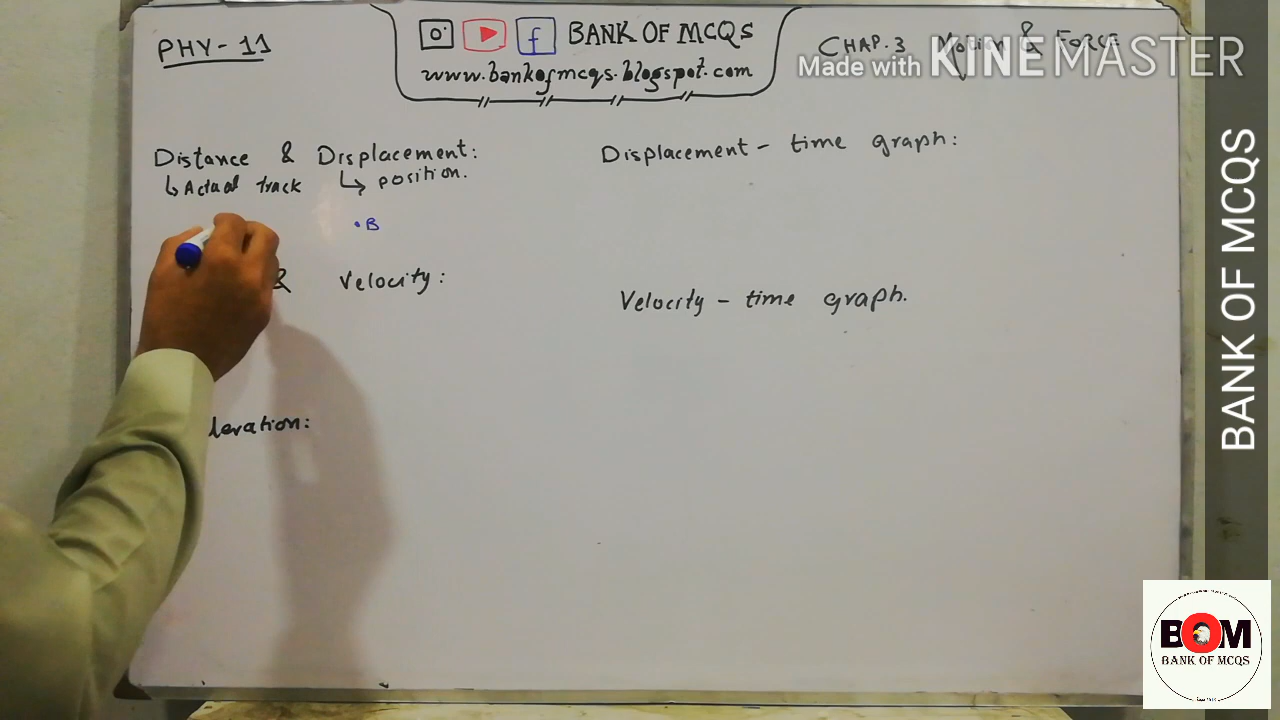 PHY-11
BANK OF MCQS
www.bankofmcqs.blogspot.com
CHAP.3 Motion & FORCE
Made with KINEMASTER
Distance & Displacement:
↳ Actual track ↳ position.
• B
& Velocity:
leration:
Displacement - time graph:
Velocity - time graph.
BANK OF MCQS
BOM
BANK OF MCQS